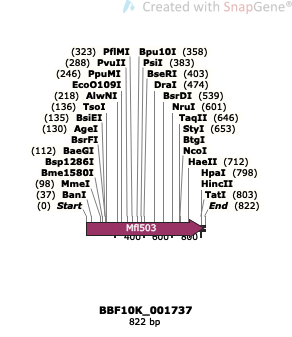 Created with SnapGene®
(323) PflMI Bpu10I (358)
(288) PvuII PsiI (383)
(246) PpuMI BseRI (403)
EcoO109I DraI (474)
(218) AlwNI BsrDI (539)
(136) TsoI NruI (601)
(135) BsiEI TaqII (646)
(130) AgeI StyI (653)
BsrFI BtgI
(112) BaeGI NcoI
Bsp1286I HaeII (712)
Bme1580I HpaI (798)
(98) MmeI HincII
(37) BanI TatI (803)
(0) Start End (822)
Mfl503
400 600 800
BBF10K_001737
822 bp